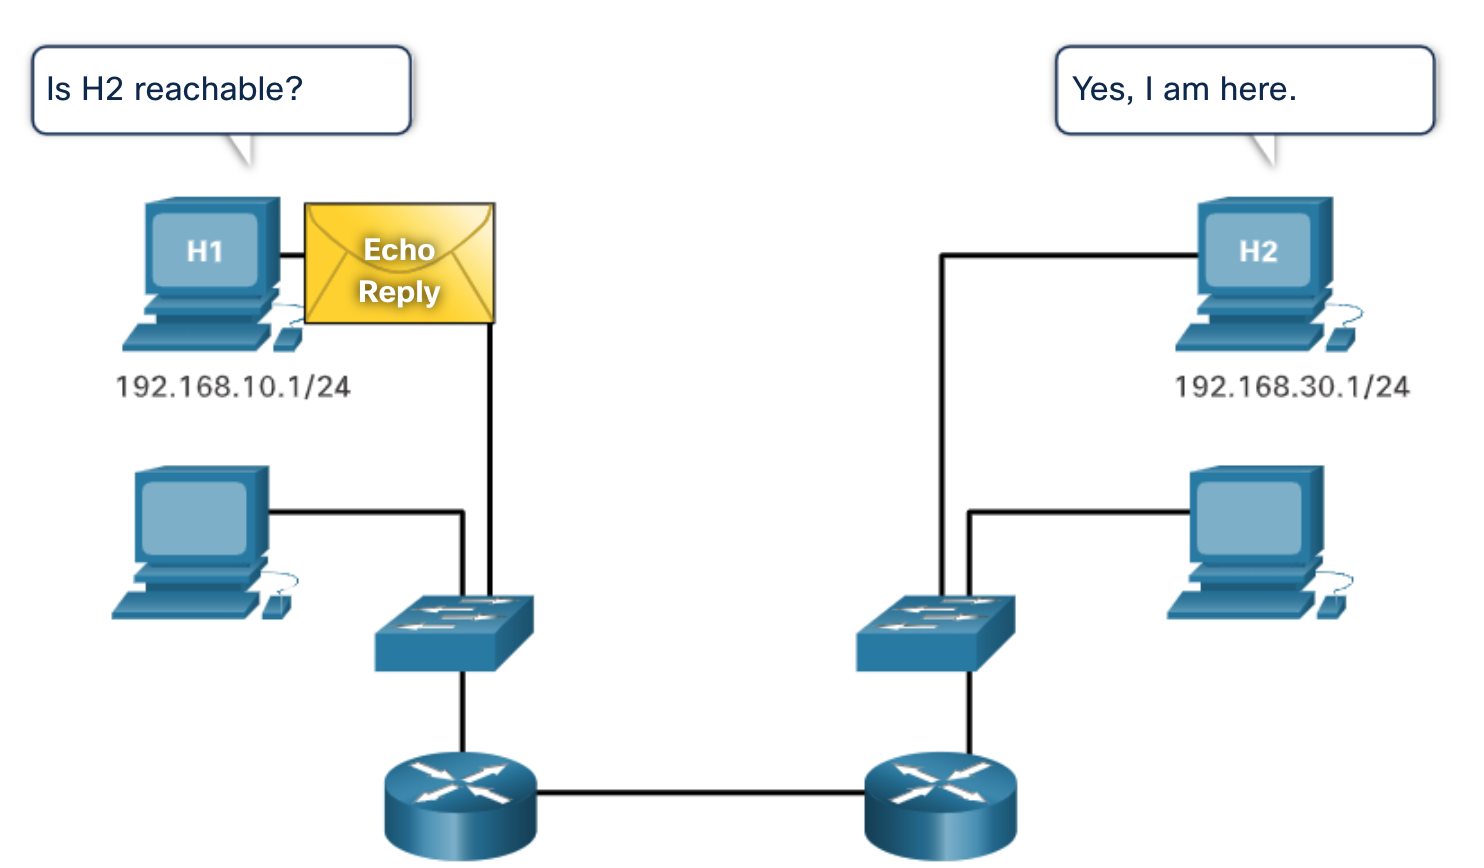 Is H2 reachable?
Yes, I am here.
H1
Echo
Reply
H2
192.168.10.1/24
192.168.30.1/24